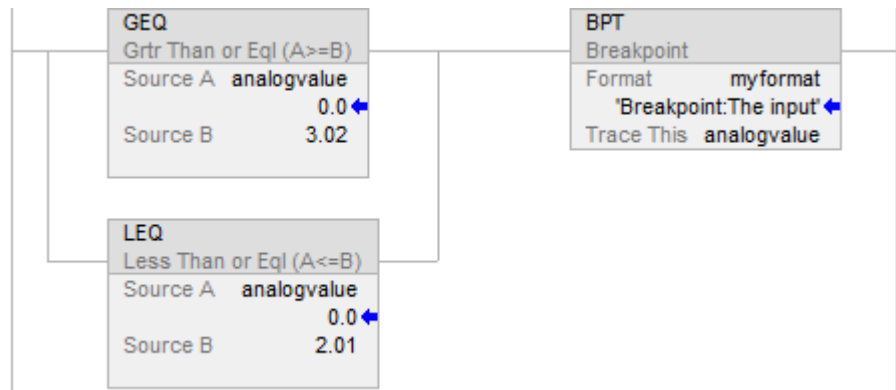 GEQ
Grtr Than or Eql (A>=B)
Source A analogvalue
0.0
Source B 3.02
BPT
Breakpoint
Format myformat
'Breakpoint:The input'
Trace This analogvalue
LEQ
Less Than or Eql (A<=B)
Source A analogvalue
0.0
Source B 2.01